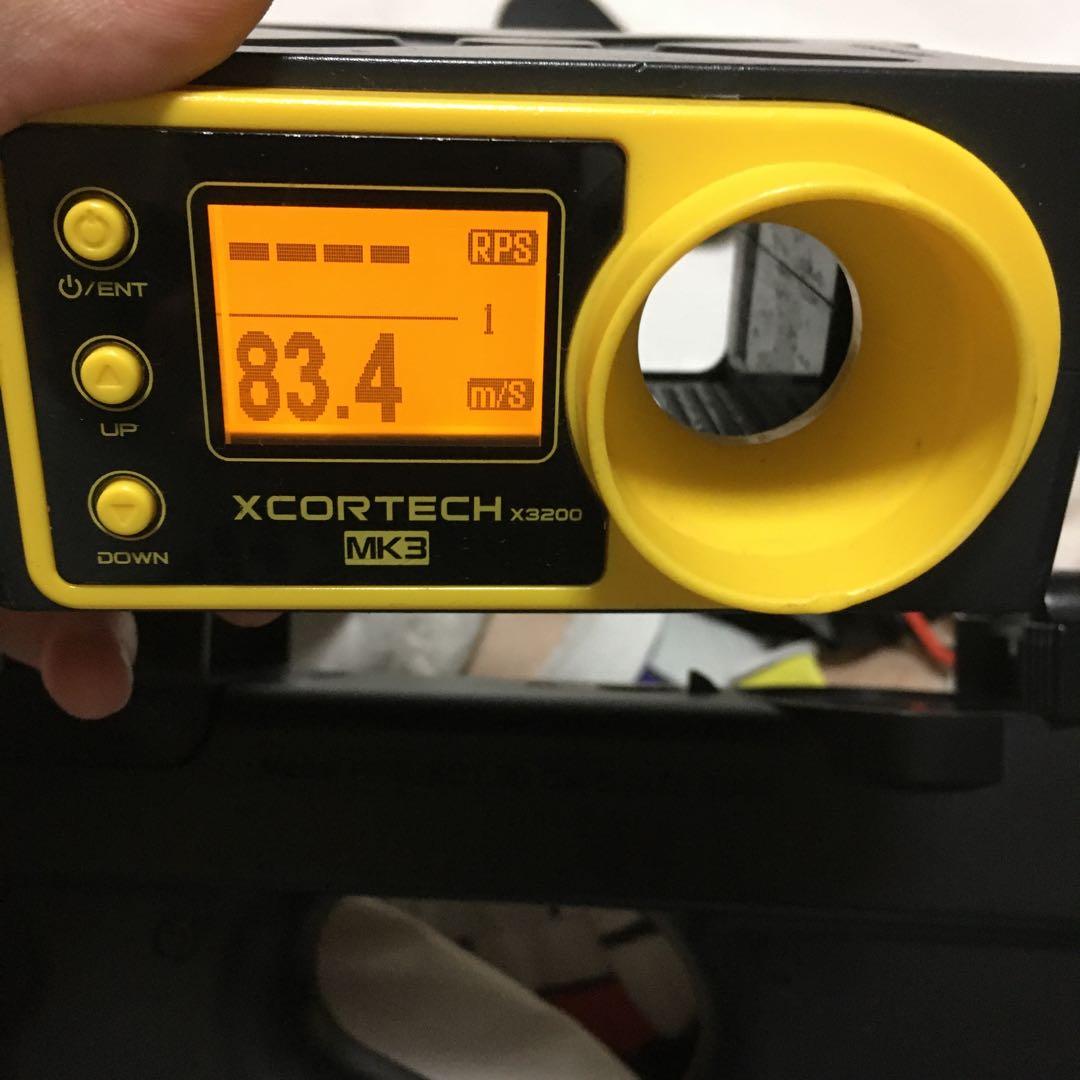 ---- RPS
1
83.4 m/S
⏻/ENT
UP
DOWN
XCORTECH X3200
MK3